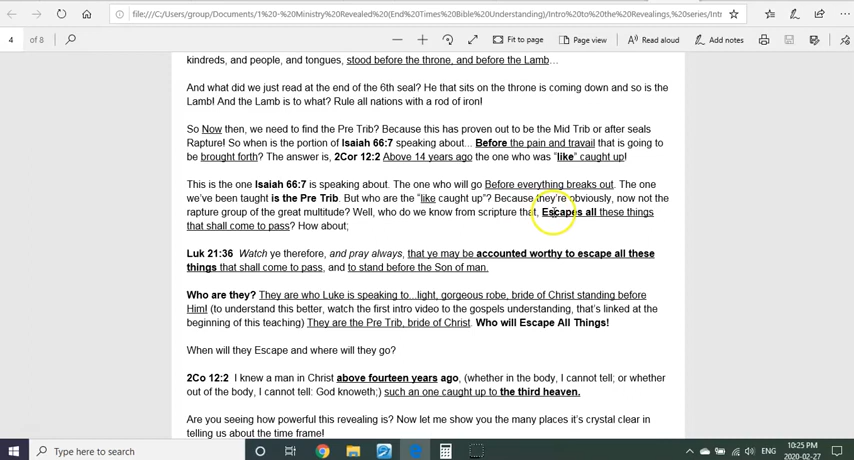 file:///C:/Users/group/Documents/1%20-%20Ministry%20Revealed%20(End%20Times%20Bible%20Understanding)/Intro%20to%20the%20Revealings,%20series/Intr
4 of 8
Fit to page
Page view
Read aloud
Add notes
kindreds, and people, and tongues, stood before the throne, and before the Lamb…
And what did we just read at the end of the 6th seal? He that sits on the throne is coming down and so is the
Lamb! And the Lamb is to what? Rule all nations with a rod of iron!
So Now then, we need to find the Pre Trib? Because this has proven out to be the Mid Trib or after seals
Rapture! So when is the portion of Isaiah 66:7 speaking about... Before the pain and travail that is going to
be brought forth? The answer is, 2Cor 12:2 Above 14 years ago the one who was "like" caught up!
This is the one Isaiah 66:7 is speaking about. The one who will go Before everything breaks out. The one
we've been taught is the Pre Trib. But who are the "like caught up"? Because they're obviously, now not the
rapture group of the great multitude? Well, who do we know from scripture that, Escapes all these things
that shall come to pass? How about;
Luk 21:36 Watch ye therefore, and pray always, that ye may be accounted worthy to escape all these
things that shall come to pass, and to stand before the Son of man.
Who are they? They are who Luke is speaking to...light, gorgeous robe, bride of Christ standing before
Him! (to understand this better, watch the first intro video to the gospels understanding, that's linked at the
beginning of this teaching) They are the Pre Trib, bride of Christ. Who will Escape All Things!
When will they Escape and where will they go?
2Co 12:2 I knew a man in Christ above fourteen years ago, (whether in the body, I cannot tell; or whether
out of the body, I cannot tell: God knoweth;) such an one caught up to the third heaven.
Are you seeing how powerful this revealing is? Now let me show you the many places it's crystal clear in
telling us about the time frame!
Type here to search
ENG
10:25 PM
2020-02-27